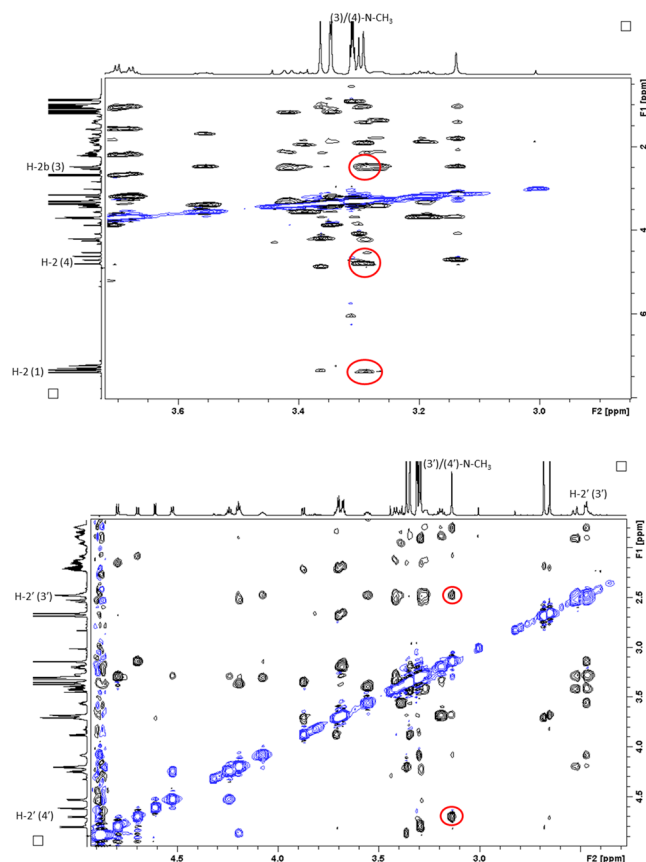 (3)/(4)-N-CH₃
F1 [ppm]
2
H-2b (3)
4
H-2 (4)
6
H-2 (1)
3.6
3.4
3.2
3.0
F2 [ppm]
(3')/(4')-N-CH₃
H-2' (3')
F1 [ppm]
H-2' (3')
2.5
3.0
3.5
4.0
4.5
H-2' (4')
4.5
4.0
3.5
3.0
F2 [ppm]